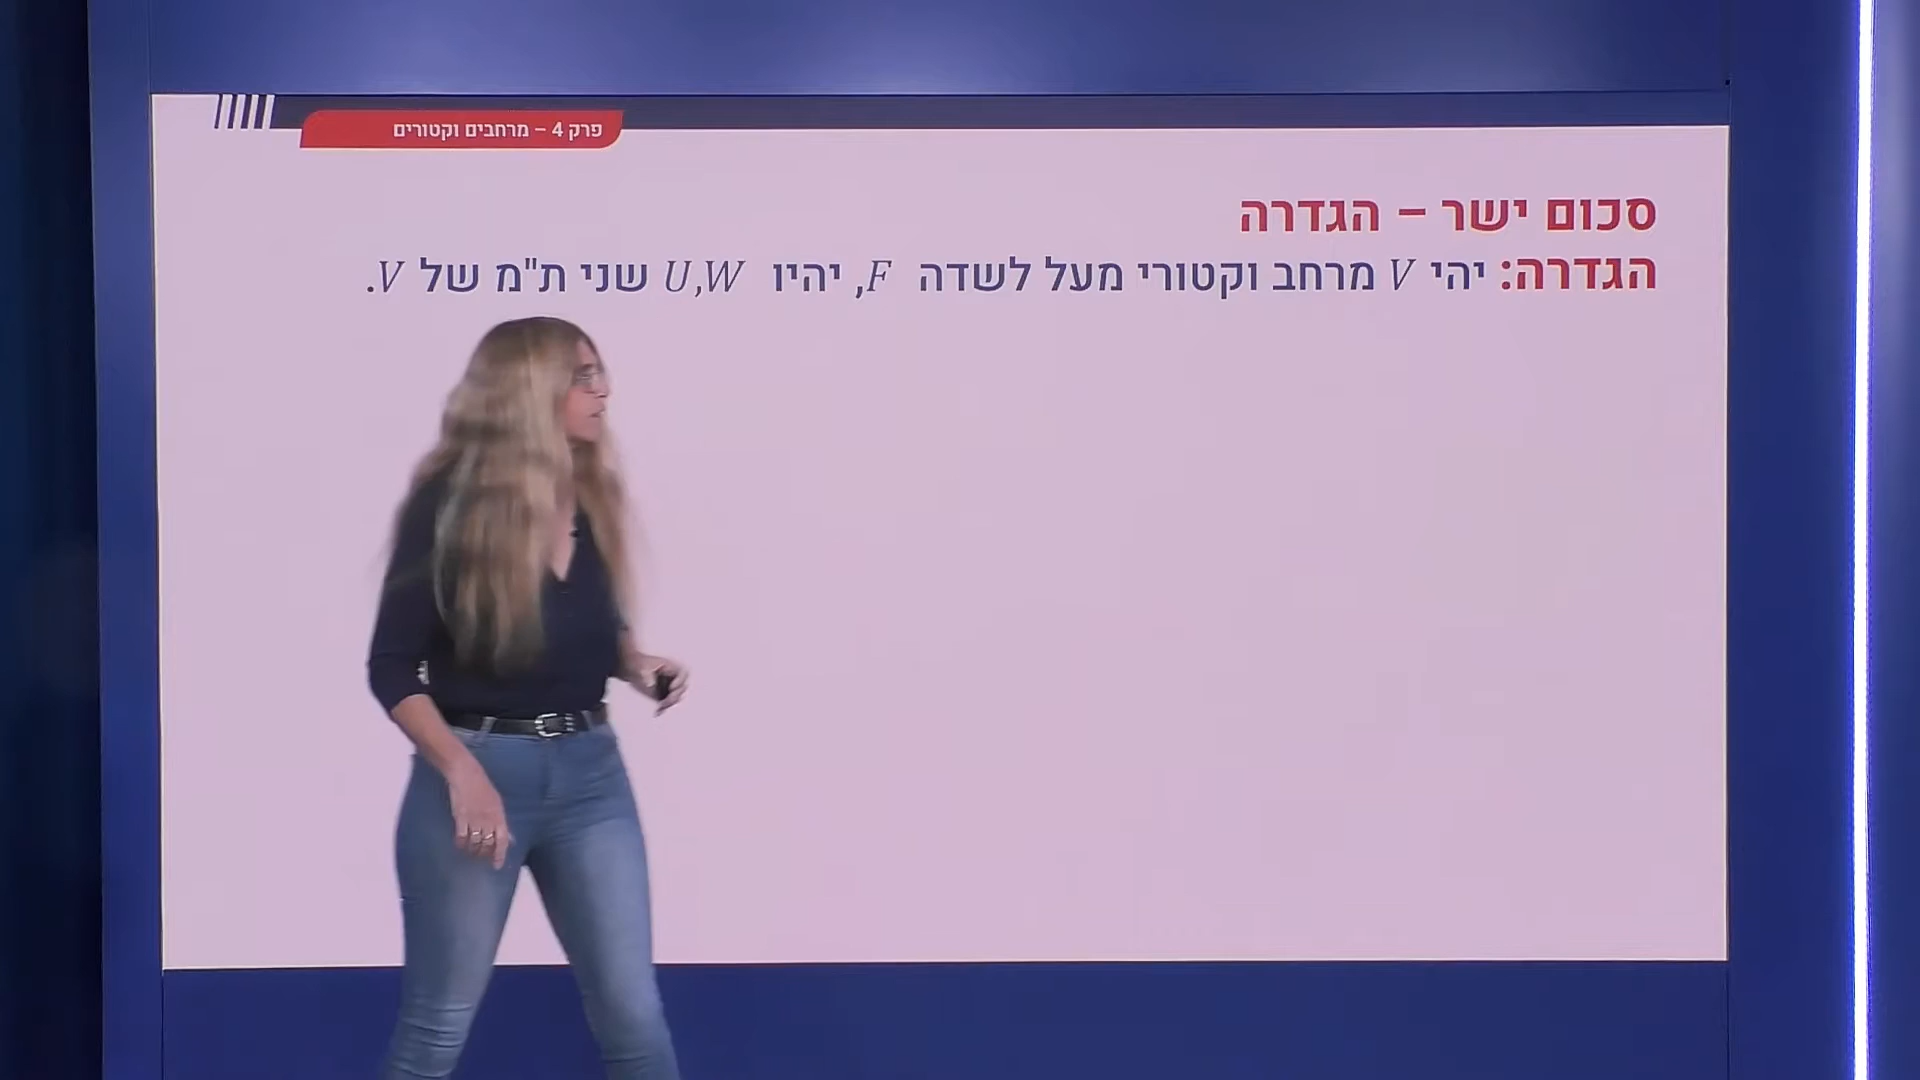 פרק 4 – מרחבים וקטורים
סכום ישר – הגדרה
הגדרה: יהי V מרחב וקטורי מעל לשדה F, יהיו U,W שני ת"מ של V.